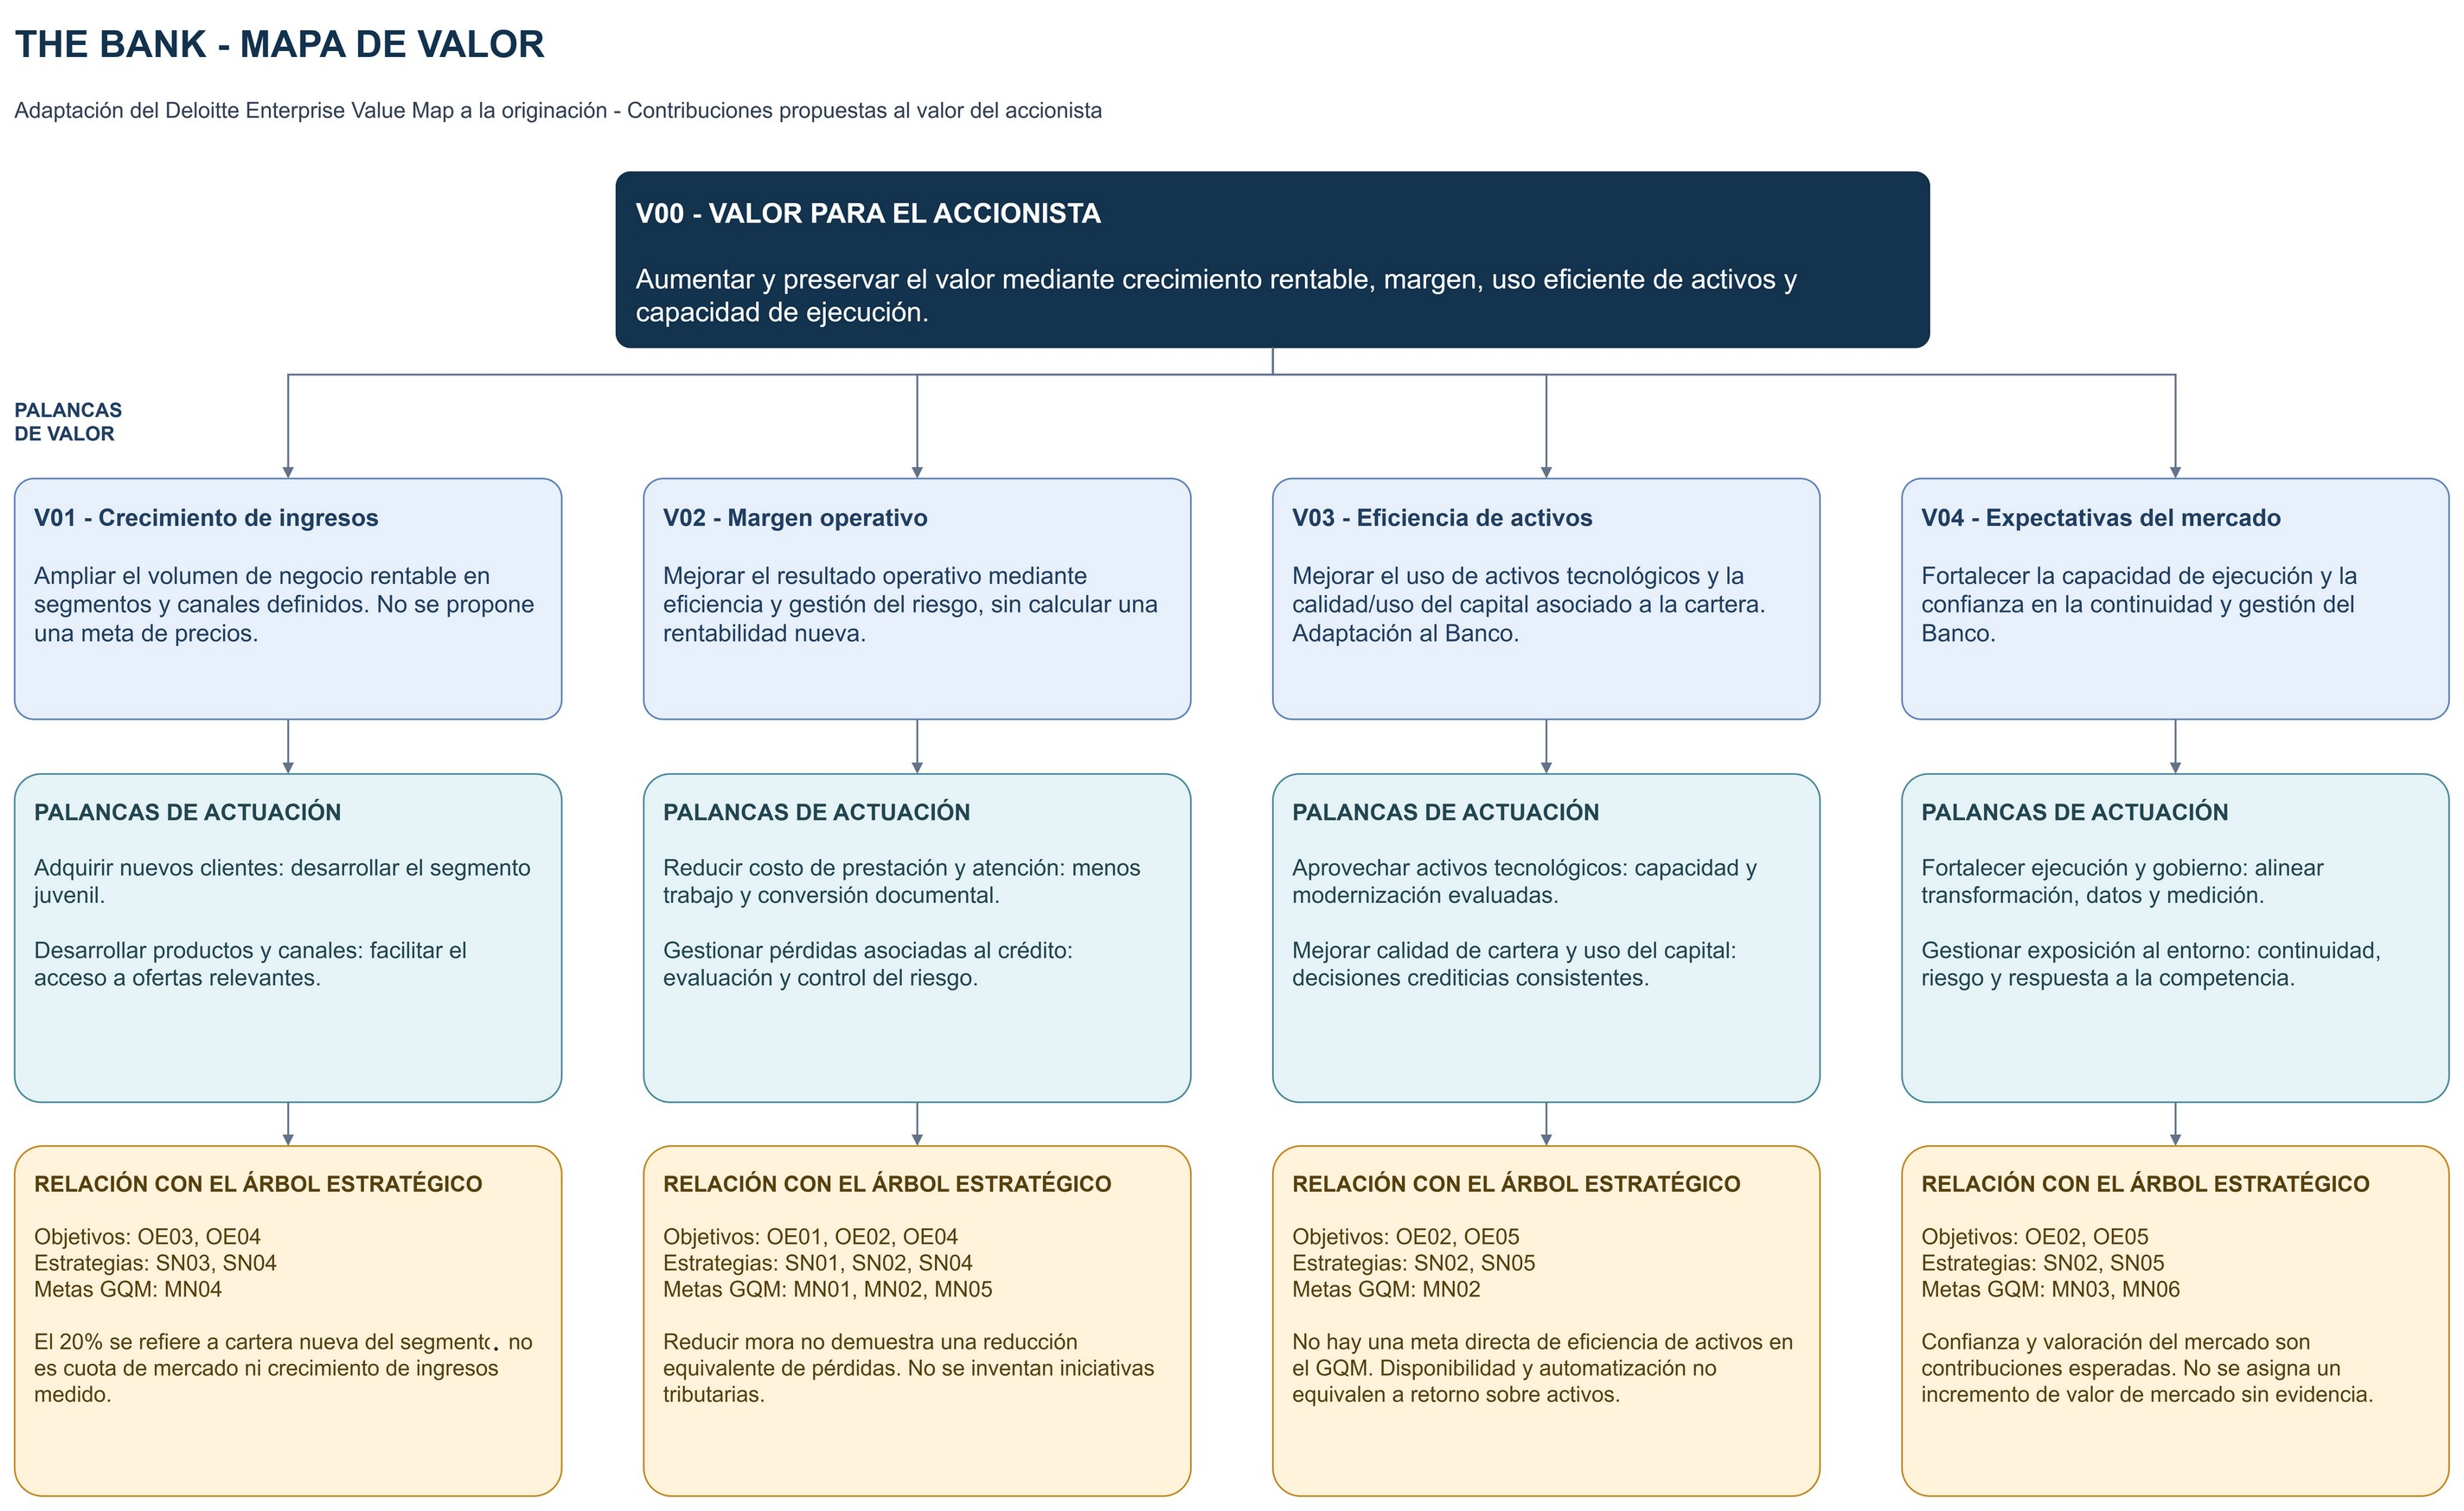 THE BANK - MAPA DE VALOR
Adaptación del Deloitte Enterprise Value Map a la originación - Contribuciones propuestas al valor del accionista
V00 - VALOR PARA EL ACCIONISTA
Aumentar y preservar el valor mediante crecimiento rentable, margen, uso eficiente de activos y
capacidad de ejecución.
PALANCAS
DE VALOR
V01 - Crecimiento de ingresos
Ampliar el volumen de negocio rentable en
segmentos y canales definidos. No se propone
una meta de precios.
V02 - Margen operativo
Mejorar el resultado operativo mediante
eficiencia y gestión del riesgo, sin calcular una
rentabilidad nueva.
V03 - Eficiencia de activos
Mejorar el uso de activos tecnológicos y la
calidad/uso del capital asociado a la cartera.
Adaptación al Banco.
V04 - Expectativas del mercado
Fortalecer la capacidad de ejecución y la
confianza en la continuidad y gestión del
Banco.
PALANCAS DE ACTUACIÓN
Adquirir nuevos clientes: desarrollar el segmento
juvenil.
Desarrollar productos y canales: facilitar el
acceso a ofertas relevantes.
PALANCAS DE ACTUACIÓN
Reducir costo de prestación y atención: menos
trabajo y conversión documental.
Gestionar pérdidas asociadas al crédito:
evaluación y control del riesgo.
PALANCAS DE ACTUACIÓN
Aprovechar activos tecnológicos: capacidad y
modernización evaluadas.
Mejorar calidad de cartera y uso del capital:
decisiones crediticias consistentes.
PALANCAS DE ACTUACIÓN
Fortalecer ejecución y gobierno: alinear
transformación, datos y medición.
Gestionar exposición al entorno: continuidad,
riesgo y respuesta a la competencia.
RELACIÓN CON EL ÁRBOL ESTRATÉGICO
Objetivos: OE03, OE04
Estrategias: SN03, SN04
Metas GQM: MN04
El 20% se refiere a cartera nueva del segmento. no
es cuota de mercado ni crecimiento de ingresos
medido.
RELACIÓN CON EL ÁRBOL ESTRATÉGICO
Objetivos: OE01, OE02, OE04
Estrategias: SN01, SN02, SN04
Metas GQM: MN01, MN02, MN05
Reducir mora no demuestra una reducción
equivalente de pérdidas. No se inventan iniciativas
tributarias.
RELACIÓN CON EL ÁRBOL ESTRATÉGICO
Objetivos: OE02, OE05
Estrategias: SN02, SN05
Metas GQM: MN02
No hay una meta directa de eficiencia de activos en
el GQM. Disponibilidad y automatización no
equivalen a retorno sobre activos.
RELACIÓN CON EL ÁRBOL ESTRATÉGICO
Objetivos: OE02, OE05
Estrategias: SN02, SN05
Metas GQM: MN03, MN06
Confianza y valoración del mercado son
contribuciones esperadas. No se asigna un
incremento de valor de mercado sin evidencia.